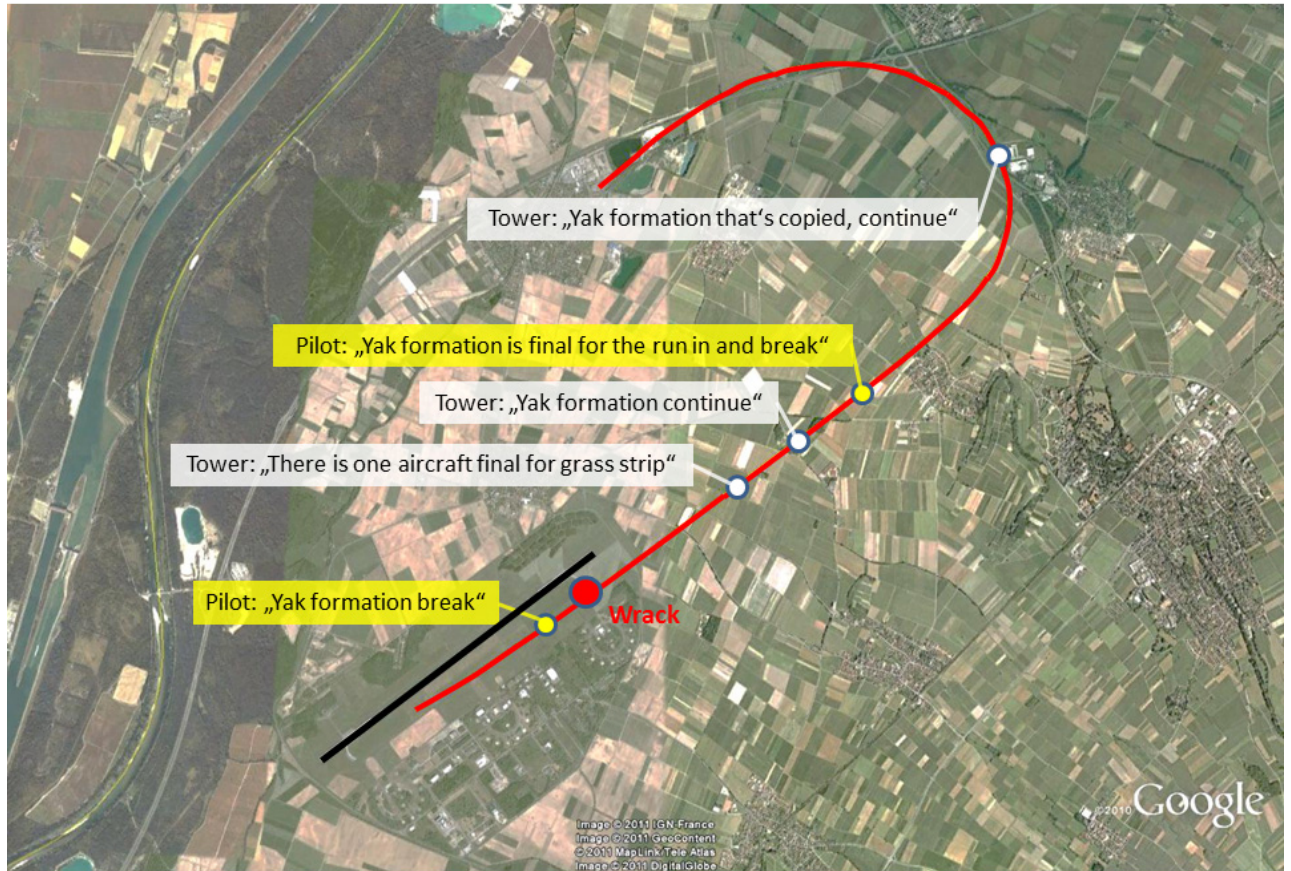 Tower: „Yak formation that's copied, continue“
Pilot: „Yak formation is final for the run in and break“
Tower: „Yak formation continue“
Tower: „There is one aircraft final for grass strip“
Pilot: „Yak formation break“
Wrack
©2010 Google
Image © 2011 IGN-France
Image © 2011 GeoContent
© 2011 MapLink/Tele Atlas
Image © 2011 DigitalGlobe